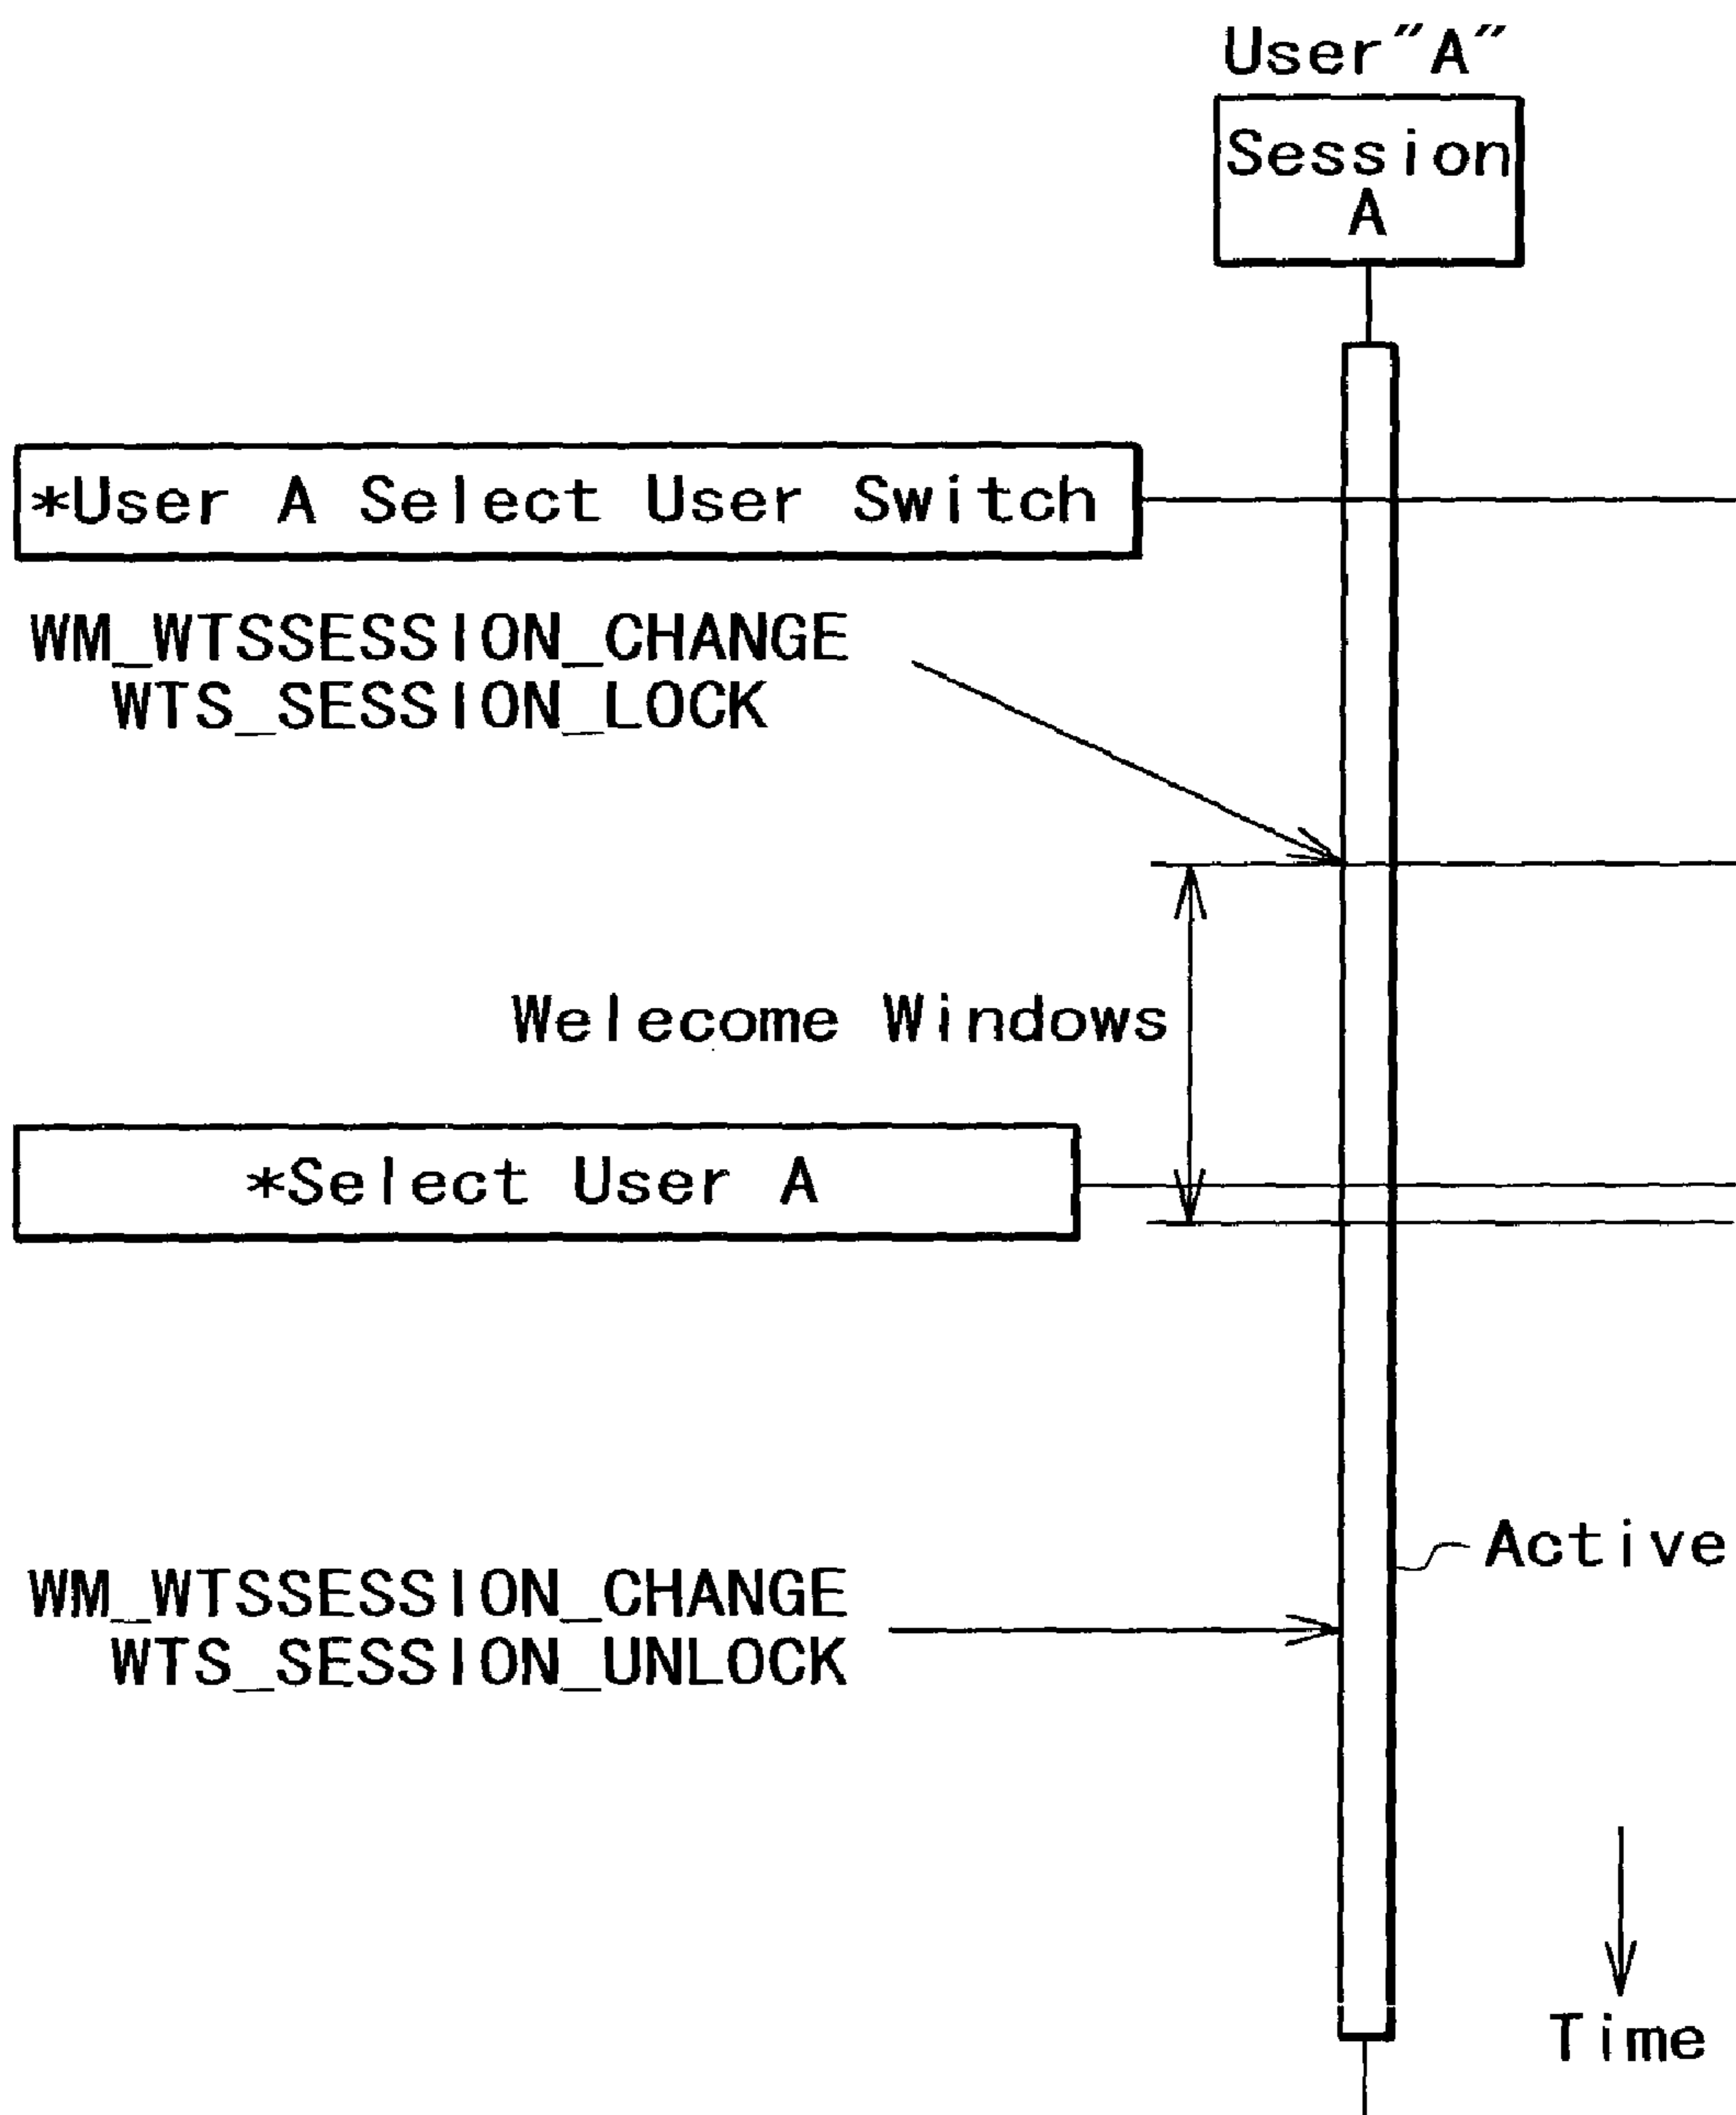 User"A"
Session
A
*User A Select User Switch
WM_WTSSESSION_CHANGE
WTS_SESSION_LOCK
Welecome Windows
*Select User A
Active
WM_WTSSESSION_CHANGE
WTS_SESSION_UNLOCK
Time